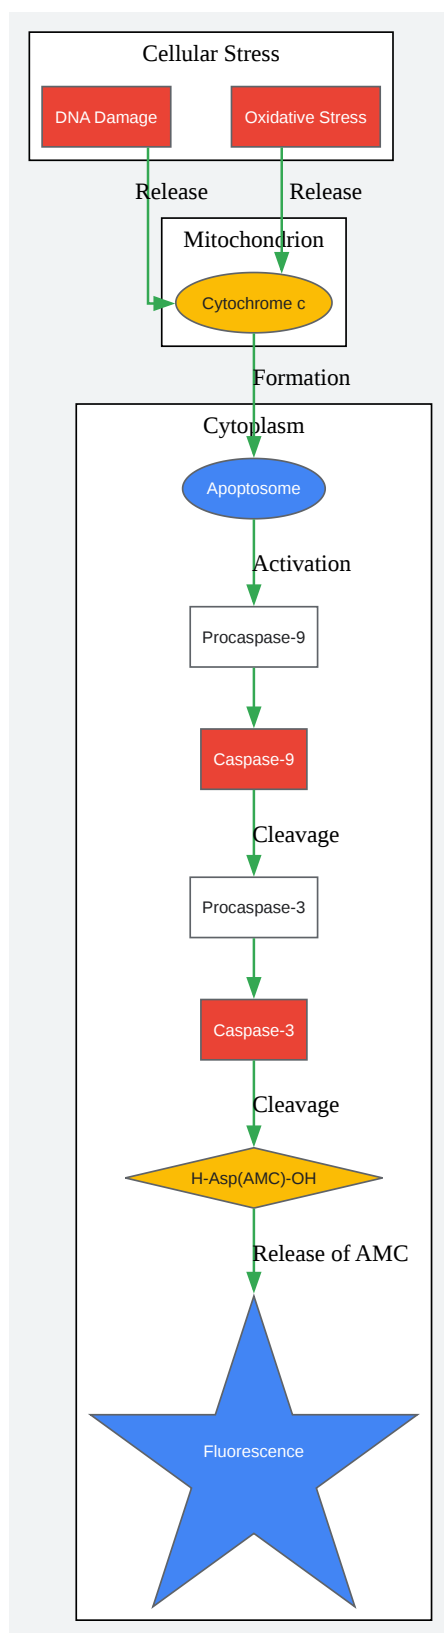 Cellular Stress
DNA Damage
Oxidative Stress
Release
Release
Mitochondrion
Cytochrome c
Formation
Cytoplasm
Apoptosome
Activation
Procaspase-9
Caspase-9
Cleavage
Procaspase-3
Caspase-3
Cleavage
H-Asp(AMC)-OH
Release of AMC
Fluorescence